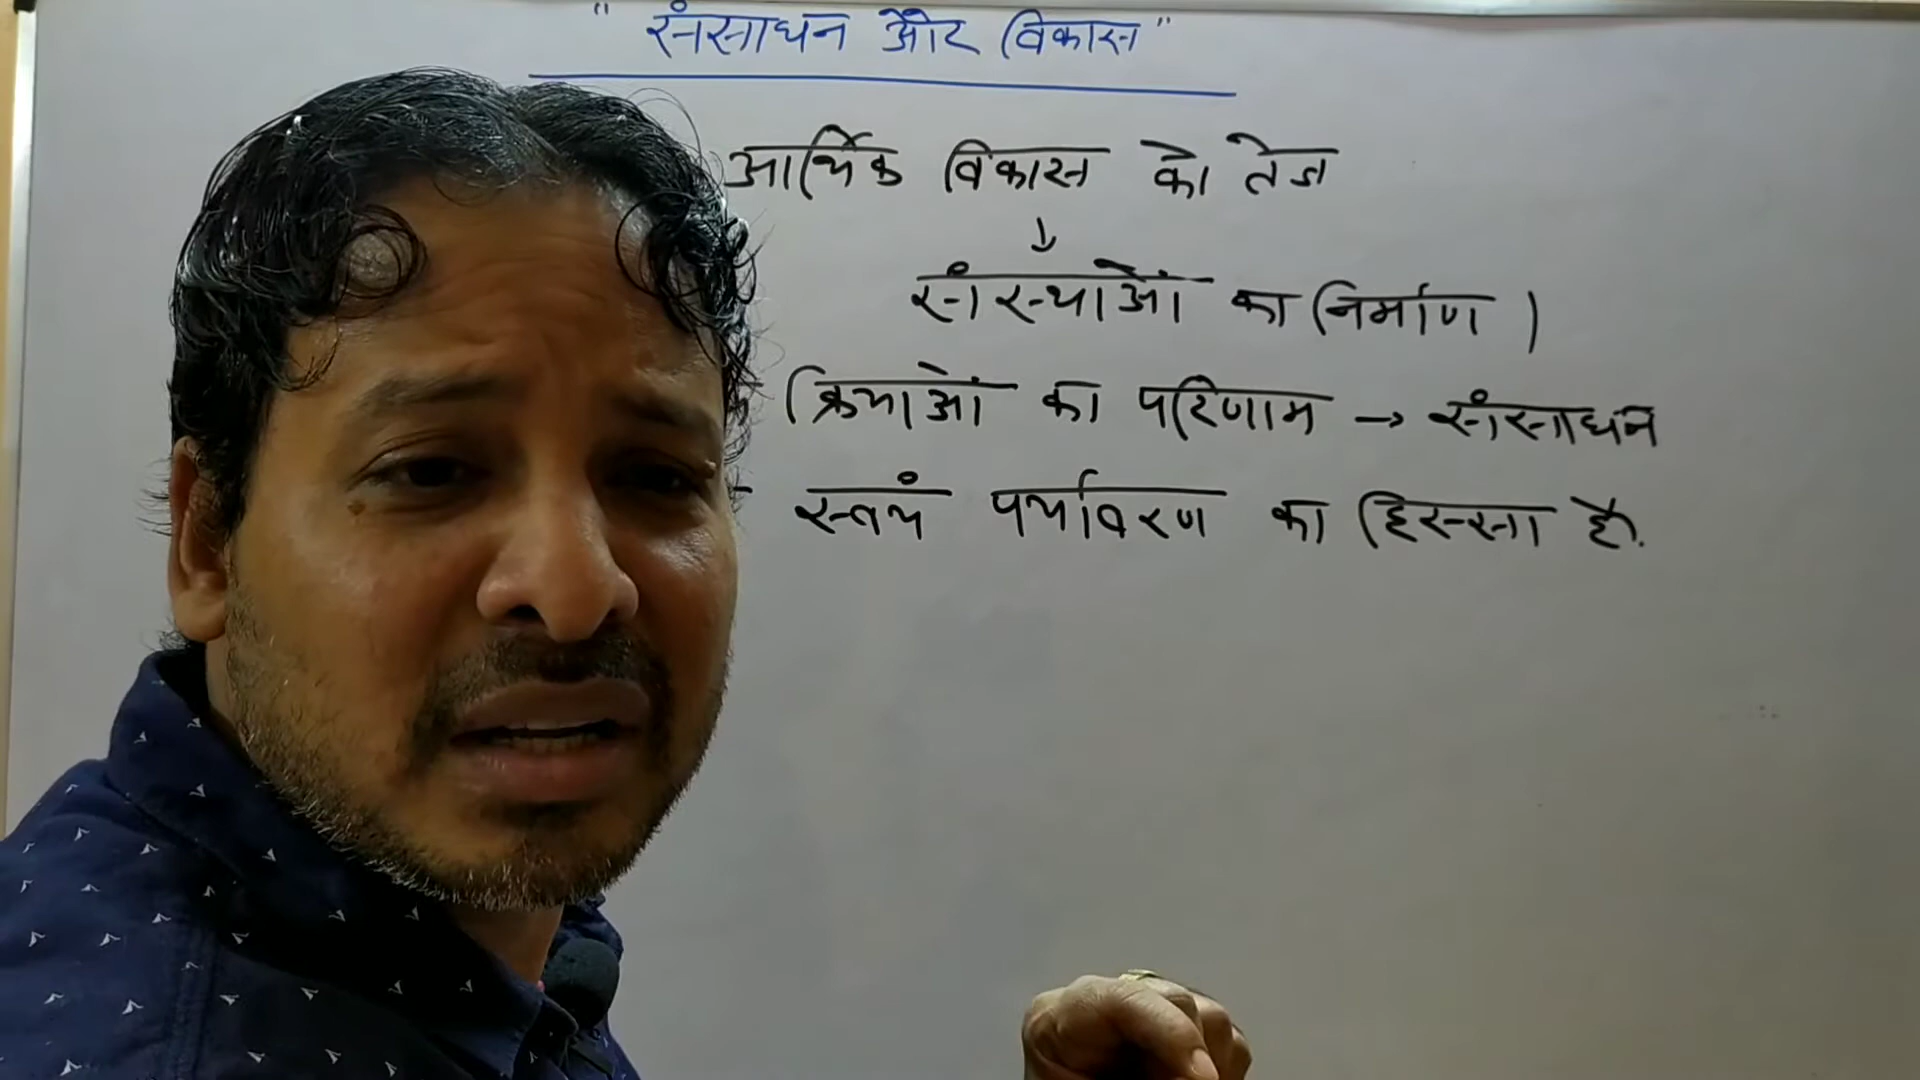 " संसाधन और विकास "
आर्थिक विकास को तेज
↓
संस्थाओं का निर्माण ।
क्रियाओं का परिणाम → संसाधन
स्वयं पर्यावरण का हिस्सा है.